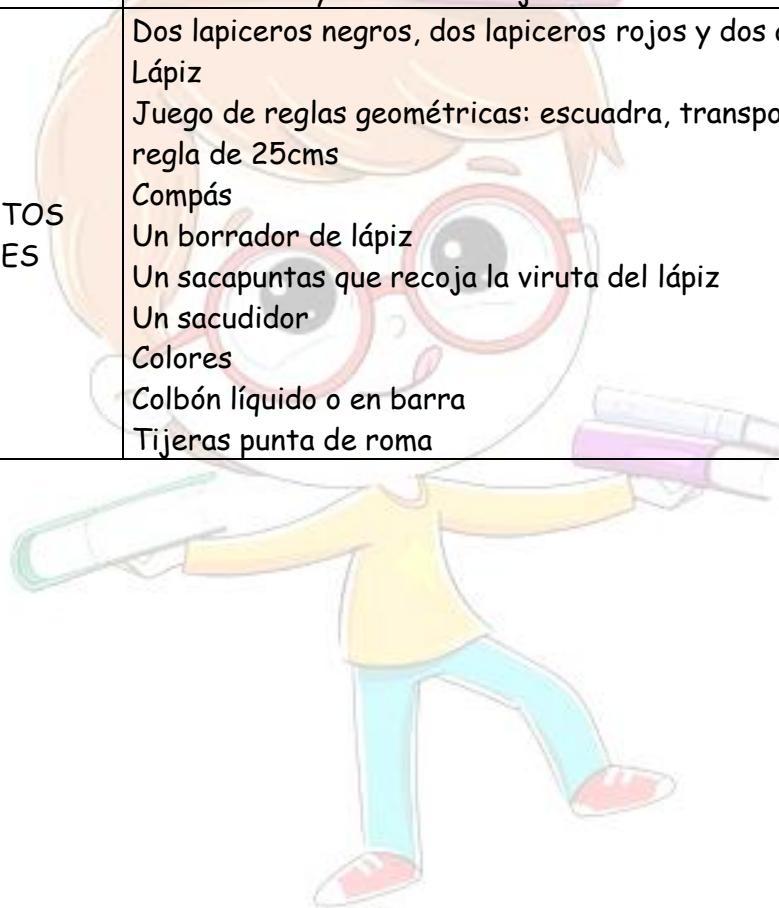 Dos lapiceros negros, dos lapiceros rojos y dos
Lápiz
Juego de reglas geométricas: escuadra, transpo
regla de 25cms
Compás
TOS
Un borrador de lápiz
ES
Un sacapuntas que recoja la viruta del lápiz
Un sacudidor
Colores
Colbón líquido o en barra
Tijeras punta de roma